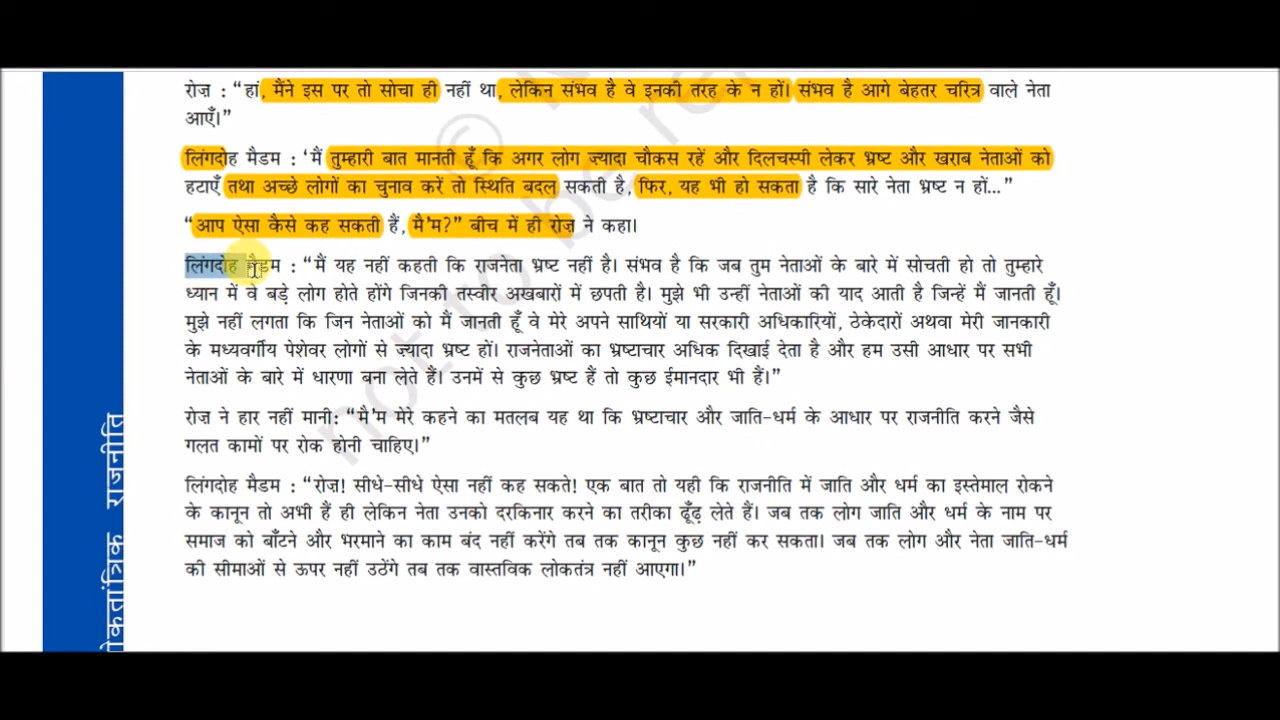 रोज़ : “हां, मैंने इस पर तो सोचा ही नहीं था, लेकिन संभव है वे इनकी तरह के न हों। संभव है आगे बेहतर चरित्र वाले नेता
आएँ।”
लिंगदोह मैडम : ‘मैं तुम्हारी बात मानती हूँ कि अगर लोग ज़्यादा चौकस रहें और दिलचस्पी लेकर भ्रष्ट और खराब नेताओं को
हटाएँ तथा अच्छे लोगों का चुनाव करें तो स्थिति बदल सकती है, फिर, यह भी हो सकता है कि सारे नेता भ्रष्ट न हों...”
“आप ऐसा कैसे कह सकती हैं, मै'म?” बीच में ही रोज़ ने कहा।
लिंगदोह मैडम : “मैं यह नहीं कहती कि राजनेता भ्रष्ट नहीं है। संभव है कि जब तुम नेताओं के बारे में सोचती हो तो तुम्हारे
ध्यान में वे बड़े लोग होते होंगे जिनकी तस्वीर अखबारों में छपती है। मुझे भी उन्हीं नेताओं की याद आती है जिन्हें मैं जानती हूँ।
मुझे नहीं लगता कि जिन नेताओं को मैं जानती हूँ वे मेरे अपने साथियों या सरकारी अधिकारियों, ठेकेदारों अथवा मेरी जानकारी
के मध्यवर्गीय पेशेवर लोगों से ज़्यादा भ्रष्ट हों। राजनेताओं का भ्रष्टाचार अधिक दिखाई देता है और हम उसी आधार पर सभी
नेताओं के बारे में धारणा बना लेते हैं। उनमें से कुछ भ्रष्ट हैं तो कुछ ईमानदार भी हैं।”
रोज़ ने हार नहीं मानी: “मै'म मेरे कहने का मतलब यह था कि भ्रष्टाचार और जाति-धर्म के आधार पर राजनीति करने जैसे
गलत कामों पर रोक होनी चाहिए।”
लिंगदोह मैडम : “रोज़! सीधे-सीधे ऐसा नहीं कह सकते! एक बात तो यही कि राजनीति में जाति और धर्म का इस्तेमाल रोकने
के कानून तो अभी हैं ही लेकिन नेता उनको दरकिनार करने का तरीका ढूँढ़ लेते हैं। जब तक लोग जाति और धर्म के नाम पर
समाज को बाँटने और भरमाने का काम बंद नहीं करेंगे तब तक कानून कुछ नहीं कर सकता। जब तक लोग और नेता जाति-धर्म
की सीमाओं से ऊपर नहीं उठेंगे तब तक वास्तविक लोकतंत्र नहीं आएगा।”
राजनीति
not to be re
©